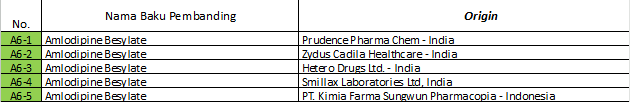 No. Nama Baku Pembanding Origin
A6-1 Amlodipine Besylate Prudence Pharma Chem - India
A6-2 Amlodipine Besylate Zydus Cadila Healthcare - India
A6-3 Amlodipine Besylate Hetero Drugs Ltd. - India
A6-4 Amlodipine Besylate Smillax Laboratories Ltd, India
A6-5 Amlodipine Besylate PT. Kimia Farma Sungwun Pharmacopia - Indonesia